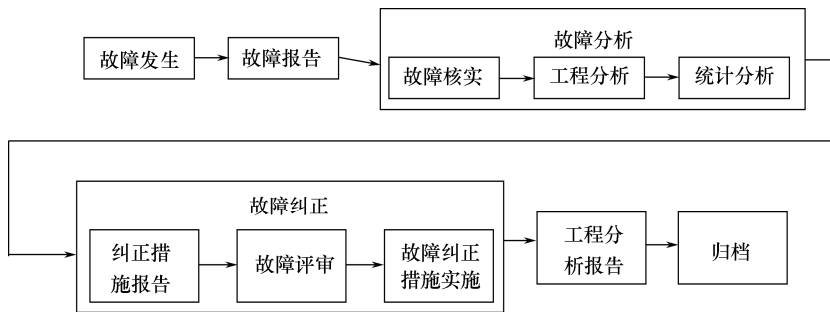 故障发生
故障报告
故障分析
故障核实
工程分析
统计分析
故障纠正
纠正措
施报告
故障评审
故障纠正
措施实施
工程分
析报告
归档